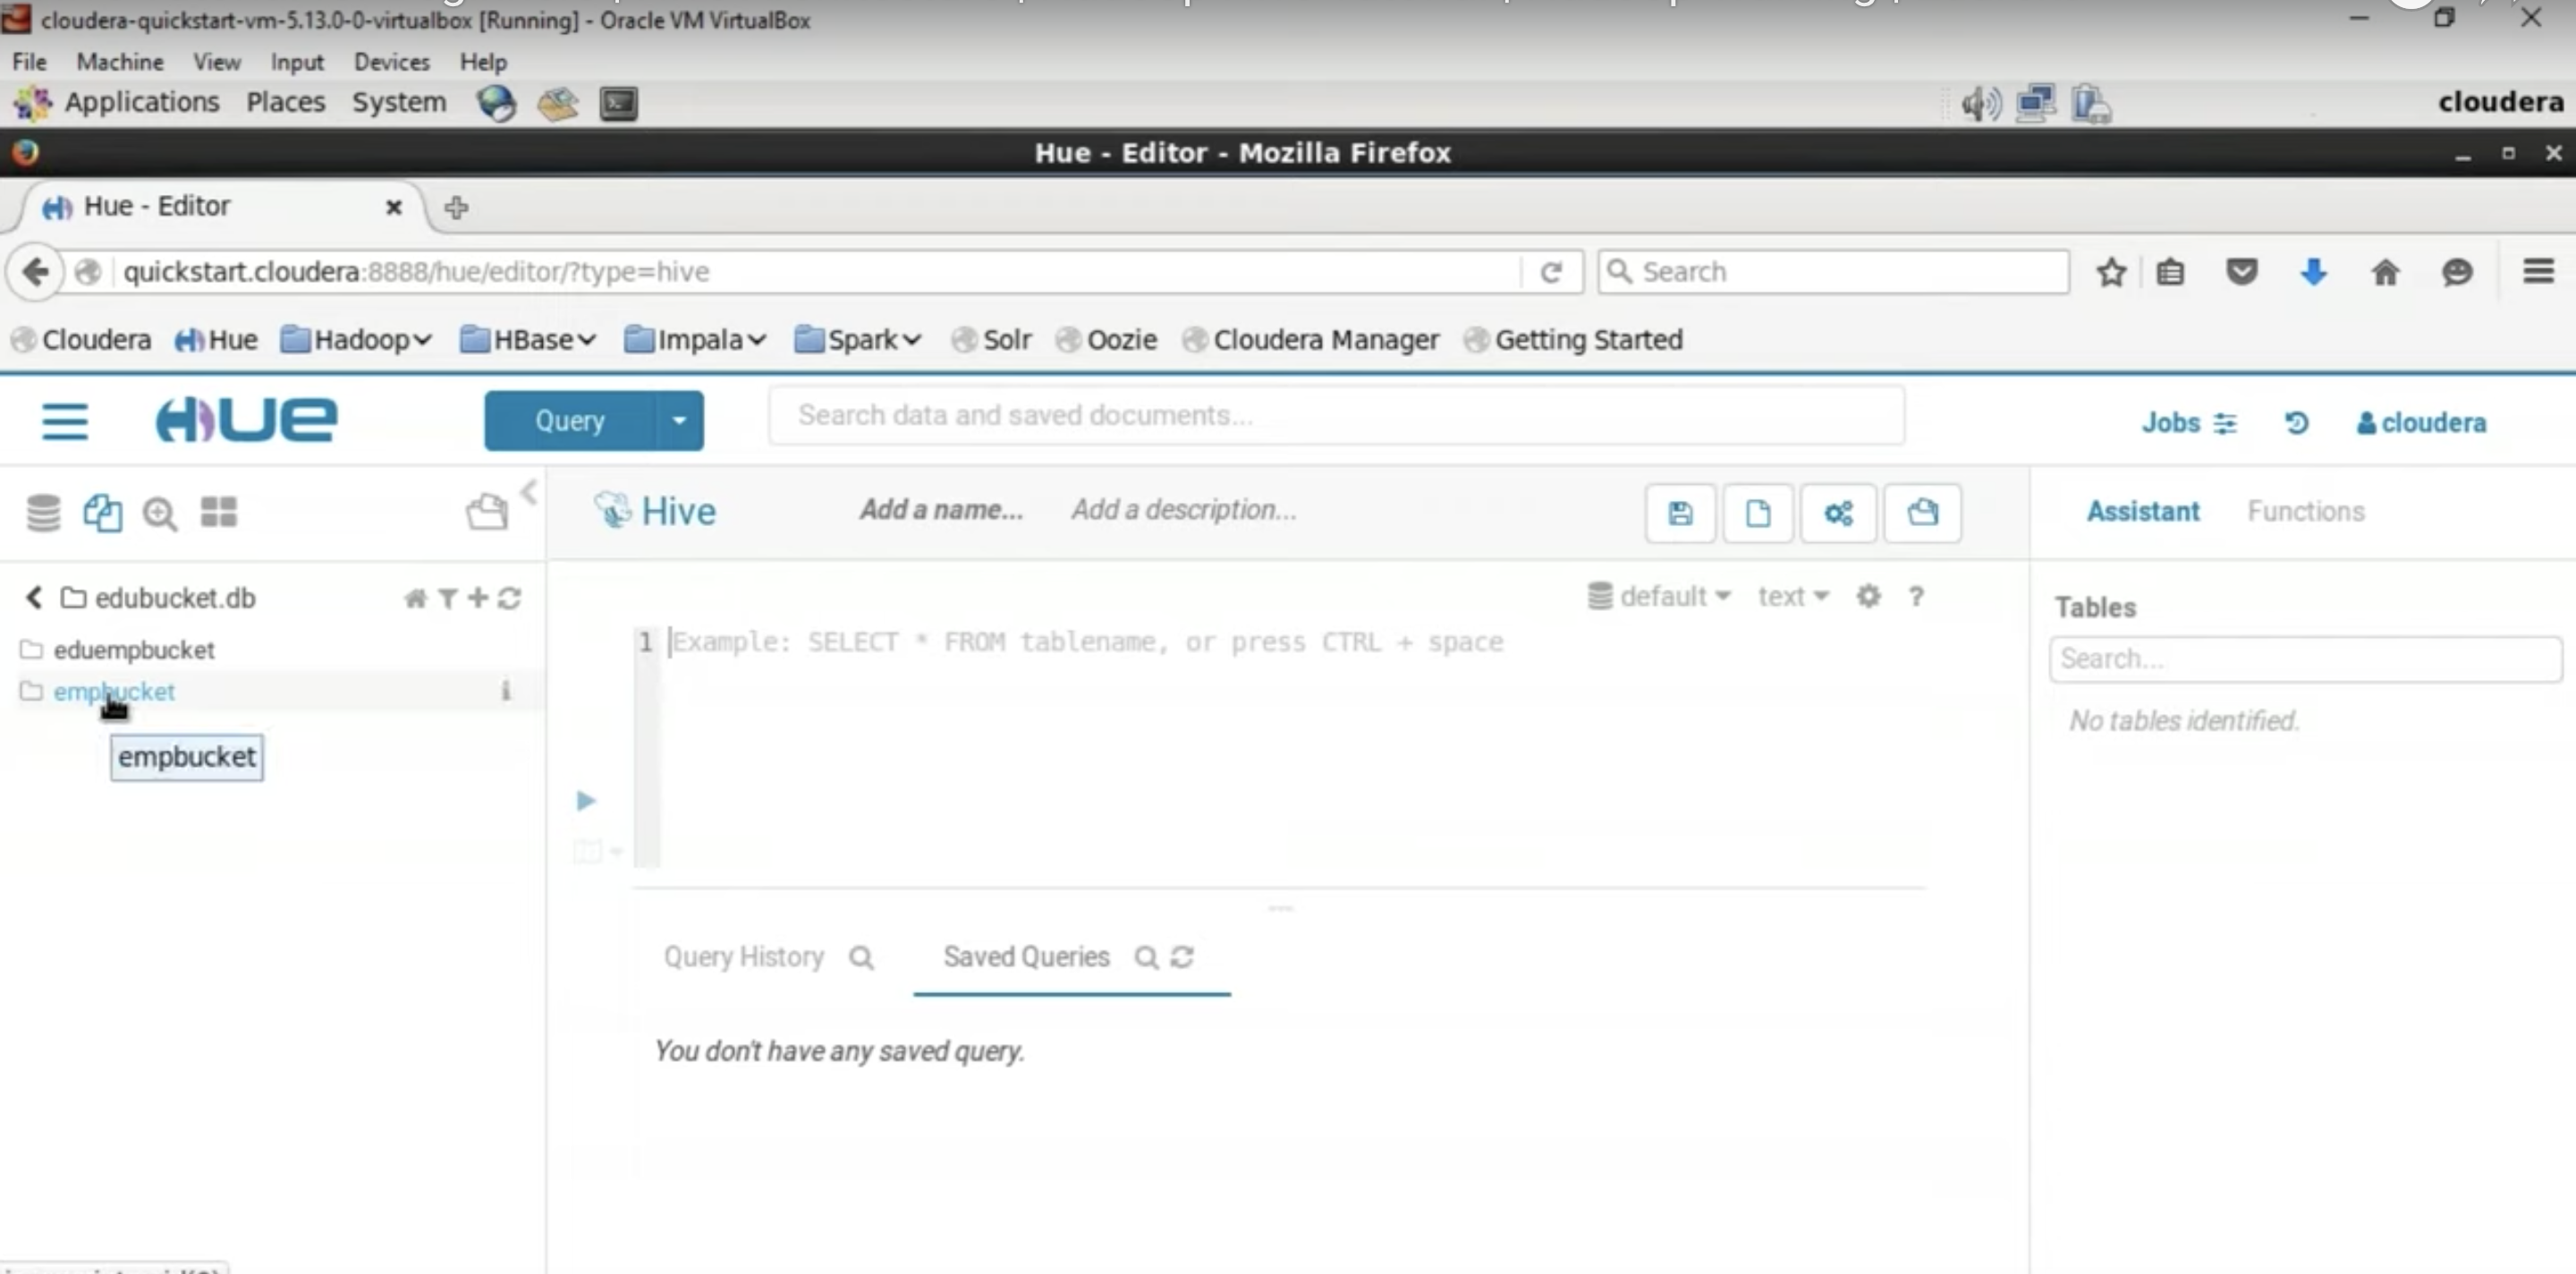 cloudera-quickstart-vm-5.13.0-0-virtualbox [Running] - Oracle VM VirtualBox
File Machine View Input Devices Help
Applications Places System cloudera
Hue - Editor - Mozilla Firefox
Hue - Editor
quickstart.cloudera:8888/hue/editor/?type=hive Search
Cloudera Hue Hadoop HBase Impala Spark Solr Oozie Cloudera Manager Getting Started
HUE Query Search data and saved documents... Jobs cloudera
Hive Add a name... Add a description... Assistant Functions
edubucket.db default text ?
Tables
eduempbucket
1 Example: SELECT * FROM tablename, or press CTRL + space
Search...
empbucket
No tables identified.
empbucket
Query History Saved Queries
You don't have any saved query.